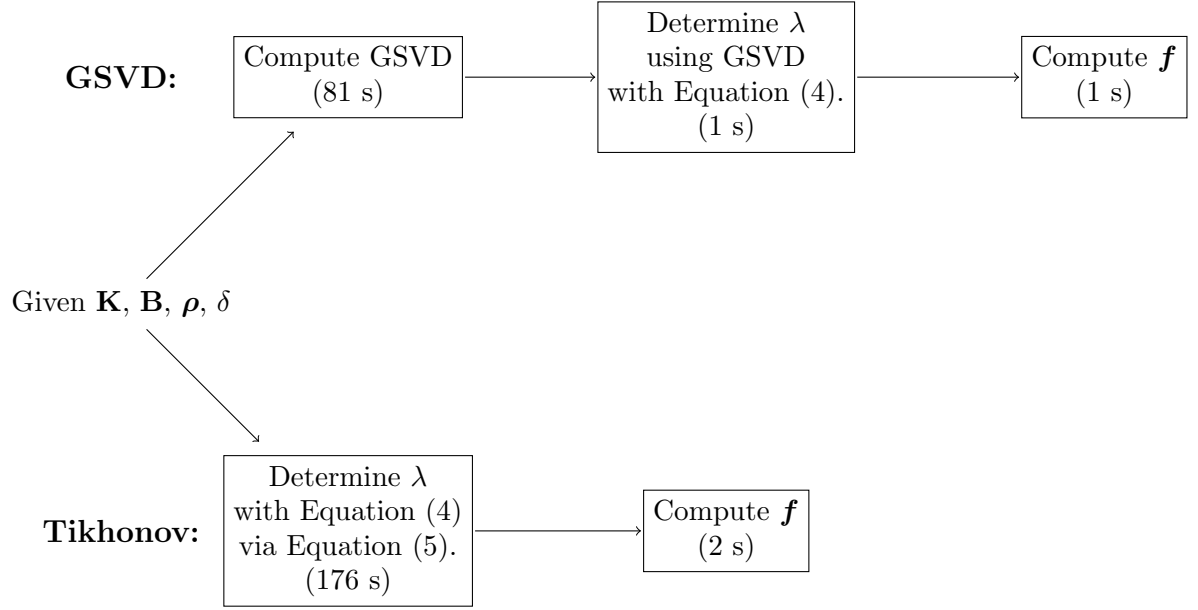 GSVD:
Compute GSVD
(81 s)
Determine λ
using GSVD
with Equation (4).
(1 s)
Compute f
(1 s)
Given K, B, ρ, δ
Tikhonov:
Determine λ
with Equation (4)
via Equation (5).
(176 s)
Compute f
(2 s)